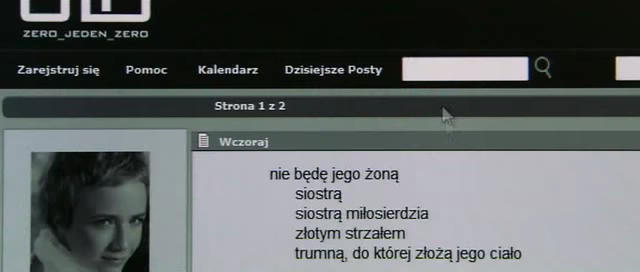 ZERO_JEDEN_ZERO
Zarejstruj się Pomoc Kalendarz Dzisiejsze Posty
Strona 1 z 2
Wczoraj
nie będę jego żoną
siostrą
siostrą miłosierdzia
złotym strzałem
trumną, do której złożą jego ciało